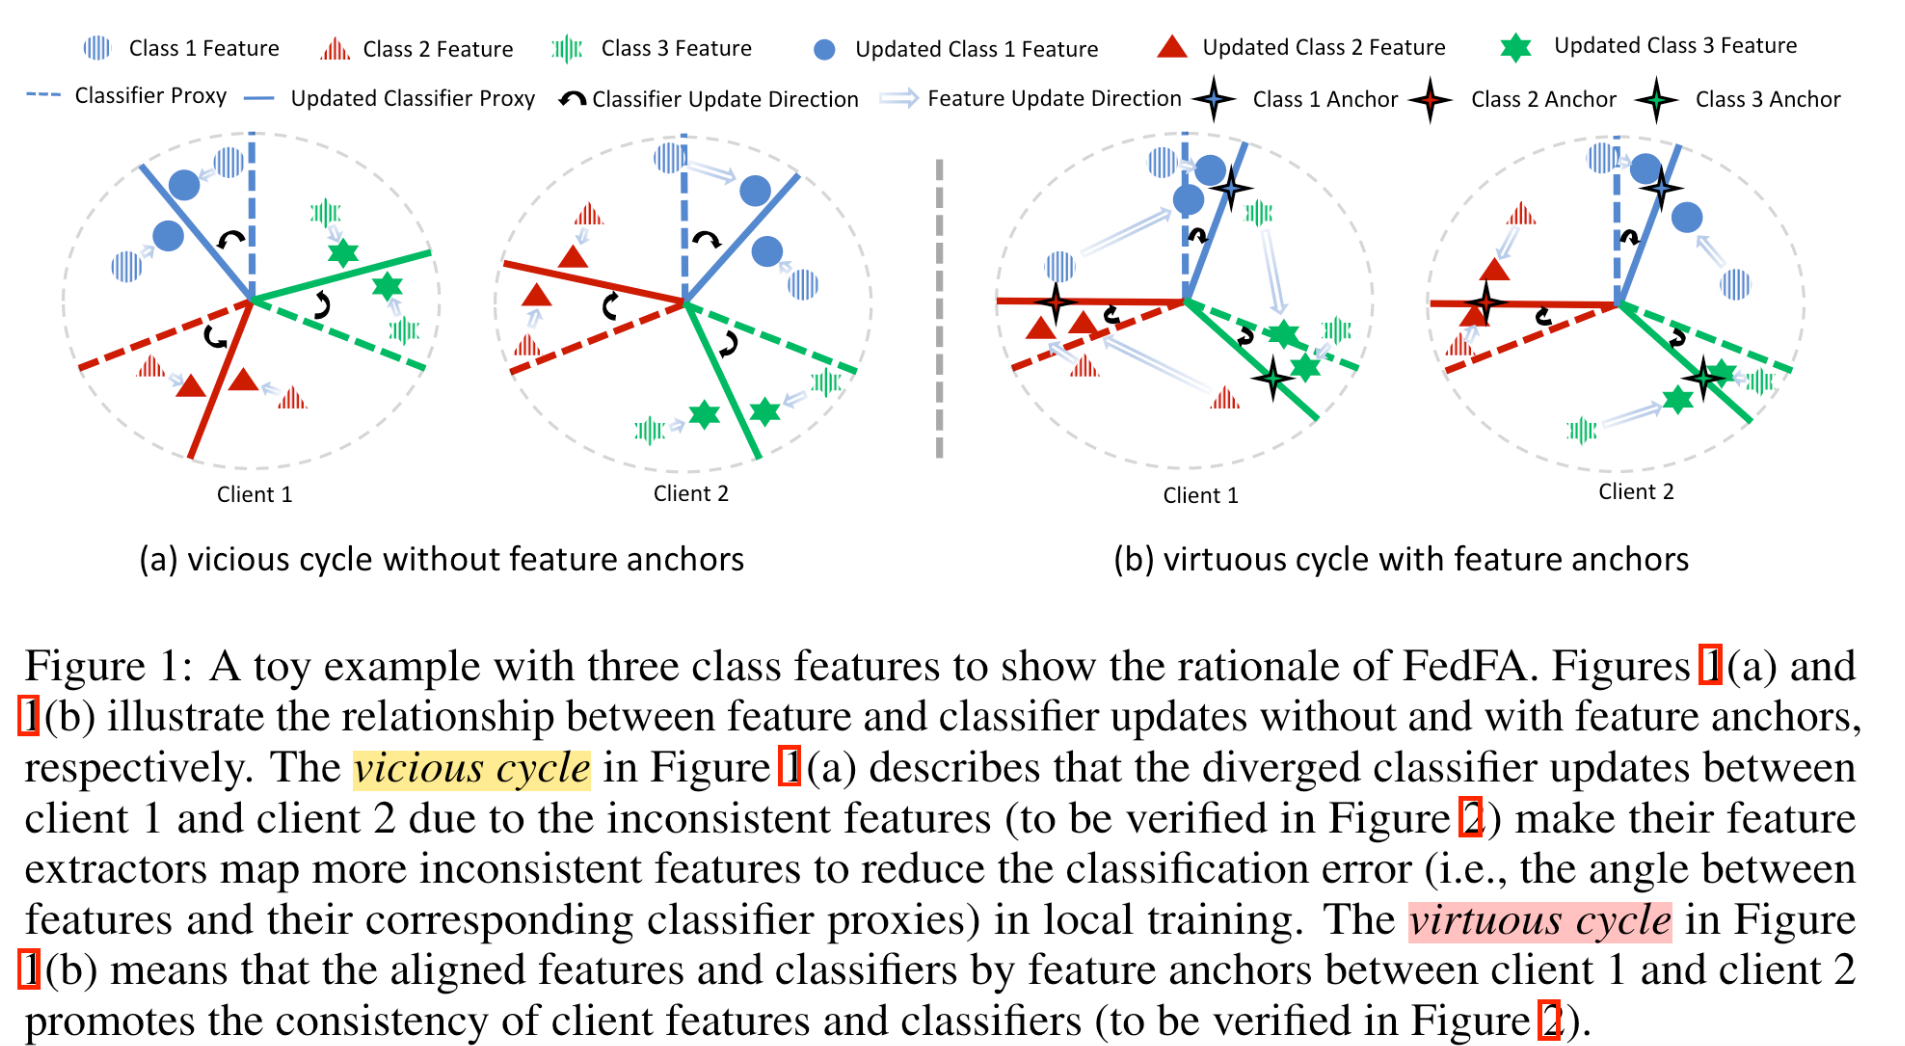 Class 1 Feature Class 2 Feature Class 3 Feature Updated Class 1 Feature Updated Class 2 Feature Updated Class 3 Feature
Classifier Proxy Updated Classifier Proxy Classifier Update Direction Feature Update Direction Class 1 Anchor Class 2 Anchor Class 3 Anchor
Client 1 Client 2 Client 1 Client 2
(a) vicious cycle without feature anchors (b) virtuous cycle with feature anchors
Figure 1: A toy example with three class features to show the rationale of FedFA. Figures 1(a) and
1(b) illustrate the relationship between feature and classifier updates without and with feature anchors,
respectively. The vicious cycle in Figure 1(a) describes that the diverged classifier updates between
client 1 and client 2 due to the inconsistent features (to be verified in Figure 2) make their feature
extractors map more inconsistent features to reduce the classification error (i.e., the angle between
features and their corresponding classifier proxies) in local training. The virtuous cycle in Figure
1(b) means that the aligned features and classifiers by feature anchors between client 1 and client 2
promotes the consistency of client features and classifiers (to be verified in Figure 2).